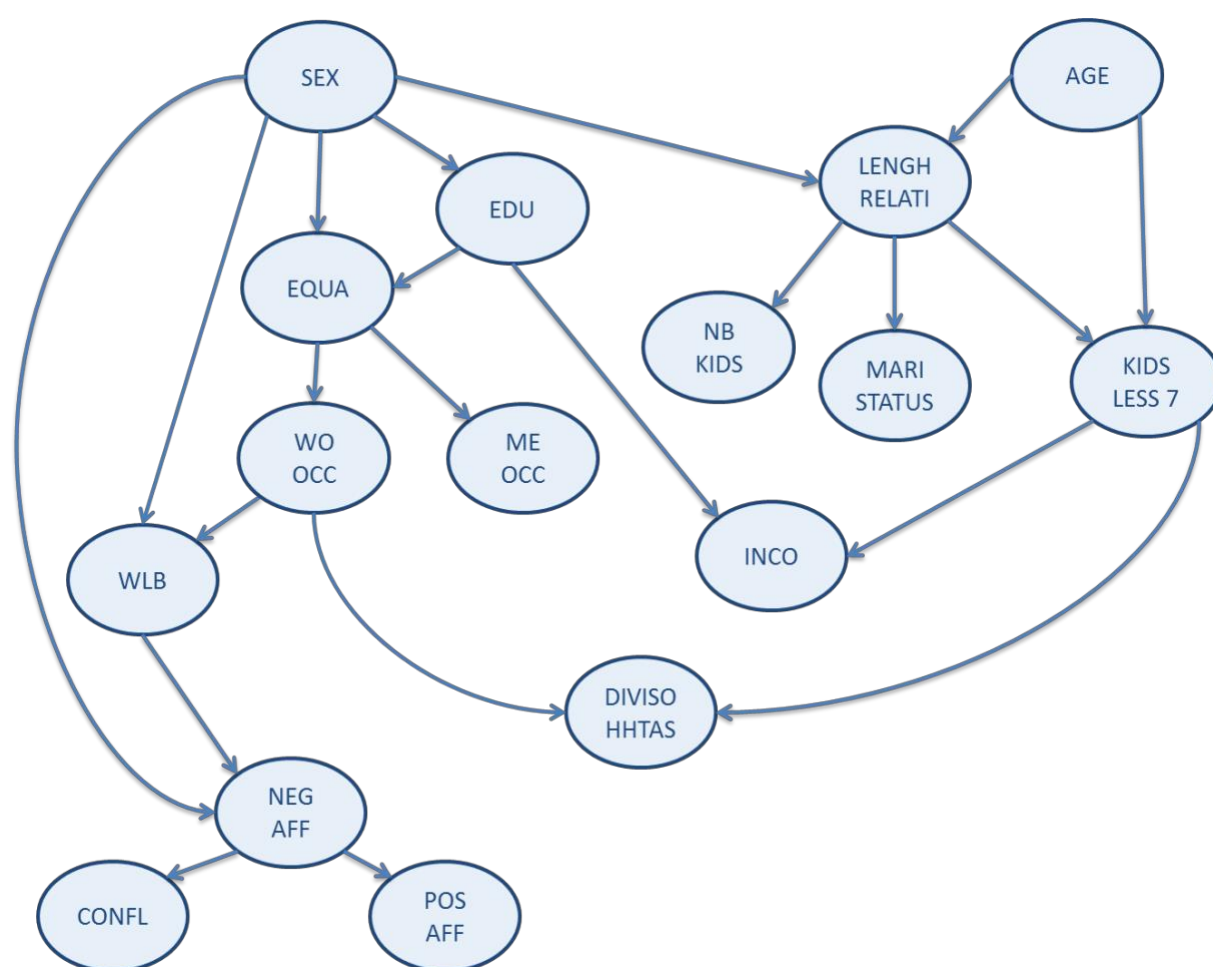 SEX
AGE
LENGH
RELATI
EDU
EQUA
NB
KIDS
MARI
STATUS
KIDS
LESS 7
WO
OCC
ME
OCC
INCO
WLB
DIVISO
HHTAS
NEG
AFF
CONFL
POS
AFF